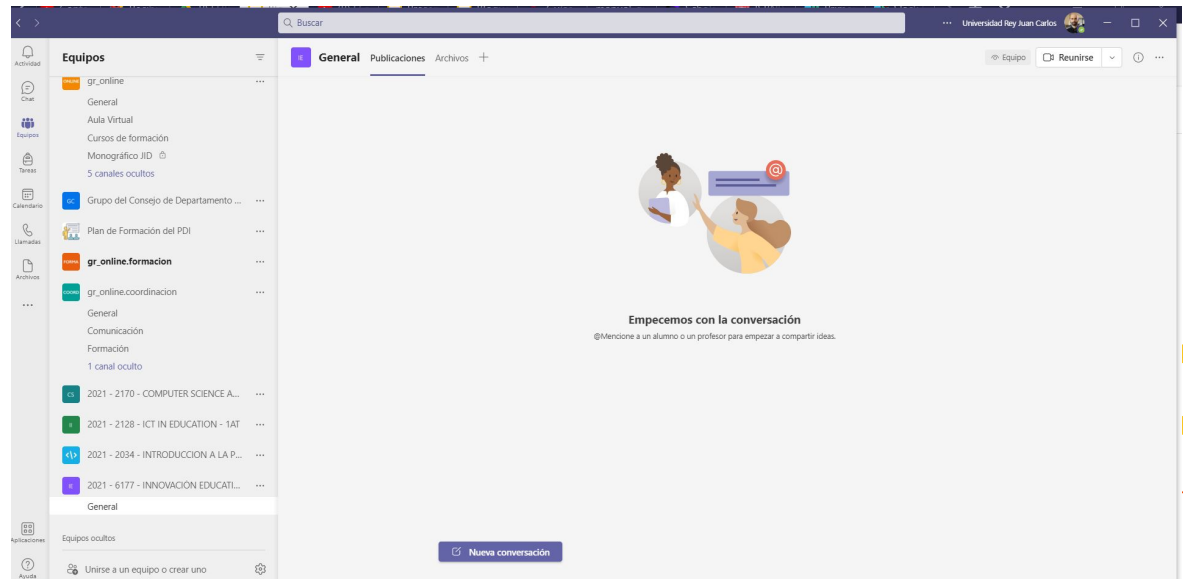 Buscar
Universidad Rey Juan Carlos
Actividad
Chat
Equipos
Tareas
Calendario
Llamadas
Archivos
Aplicaciones
Ayuda
Equipos
gr_online
General
Aula Virtual
Cursos de formación
Monográfico JID
5 canales ocultos
GC Grupo del Consejo de Departamento ...
Plan de Formación del PDI
gr_online.formacion
gr_online.coordinacion
General
Comunicación
Formación
1 canal oculto
CS 2021 - 2170 - COMPUTER SCIENCE A...
2021 - 2128 - ICT IN EDUCATION - 1AT
2021 - 2034 - INTRODUCCION A LA P...
2021 - 6177 - INNOVACIÓN EDUCATI...
General
Equipos ocultos
Unirse a un equipo o crear uno
IE General Publicaciones Archivos
Equipo Reunirse
Empecemos con la conversación
@Mencione a un alumno o un profesor para empezar a compartir ideas.
Nueva conversación